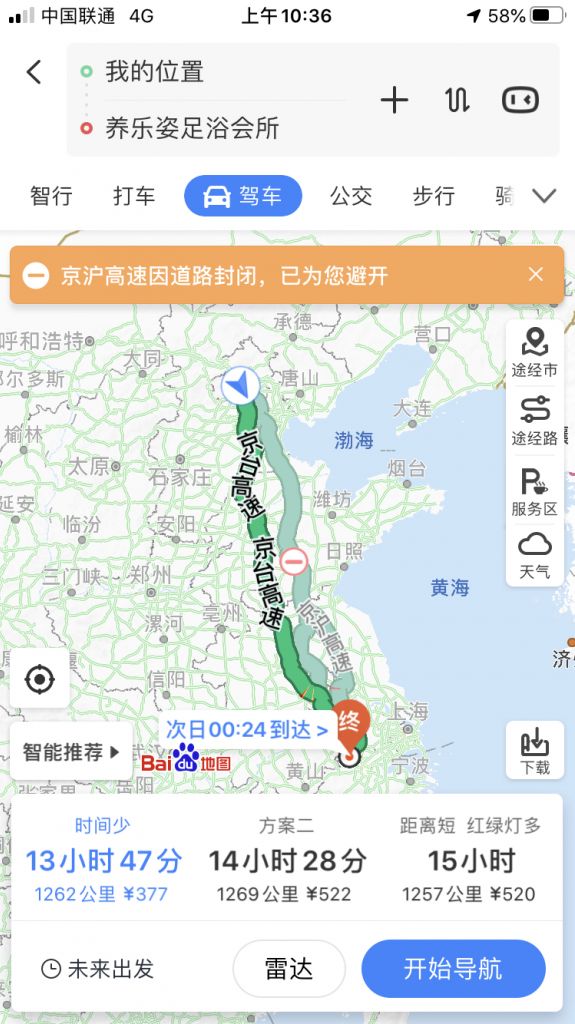 中国联通 4G 上午10:36 58%
我的位置
养乐姿足浴会所
智行 打车 驾车 公交 步行 骑
京沪高速因道路封闭，已为您避开
承德
营口
呼和浩特
大同
唐山
途经市
大连
渤海
途经路
榆林
太原
石家庄
烟台
京台高速
潍坊
服务区
延安
临汾
安阳
日照
天气
京台高速
三门峡
郑州
黄海
亳州
漯河
京沪高速
信阳
济州
上海
次日00:24到达 >
终
智能推荐
Bai du 地图
黄山
宁波
下载
岳阳
时间少 方案二 距离短 红绿灯多
13小时47分 14小时28分 15小时
1262公里 ¥377 1269公里 ¥522 1257公里 ¥520
未来出发 雷达 开始导航